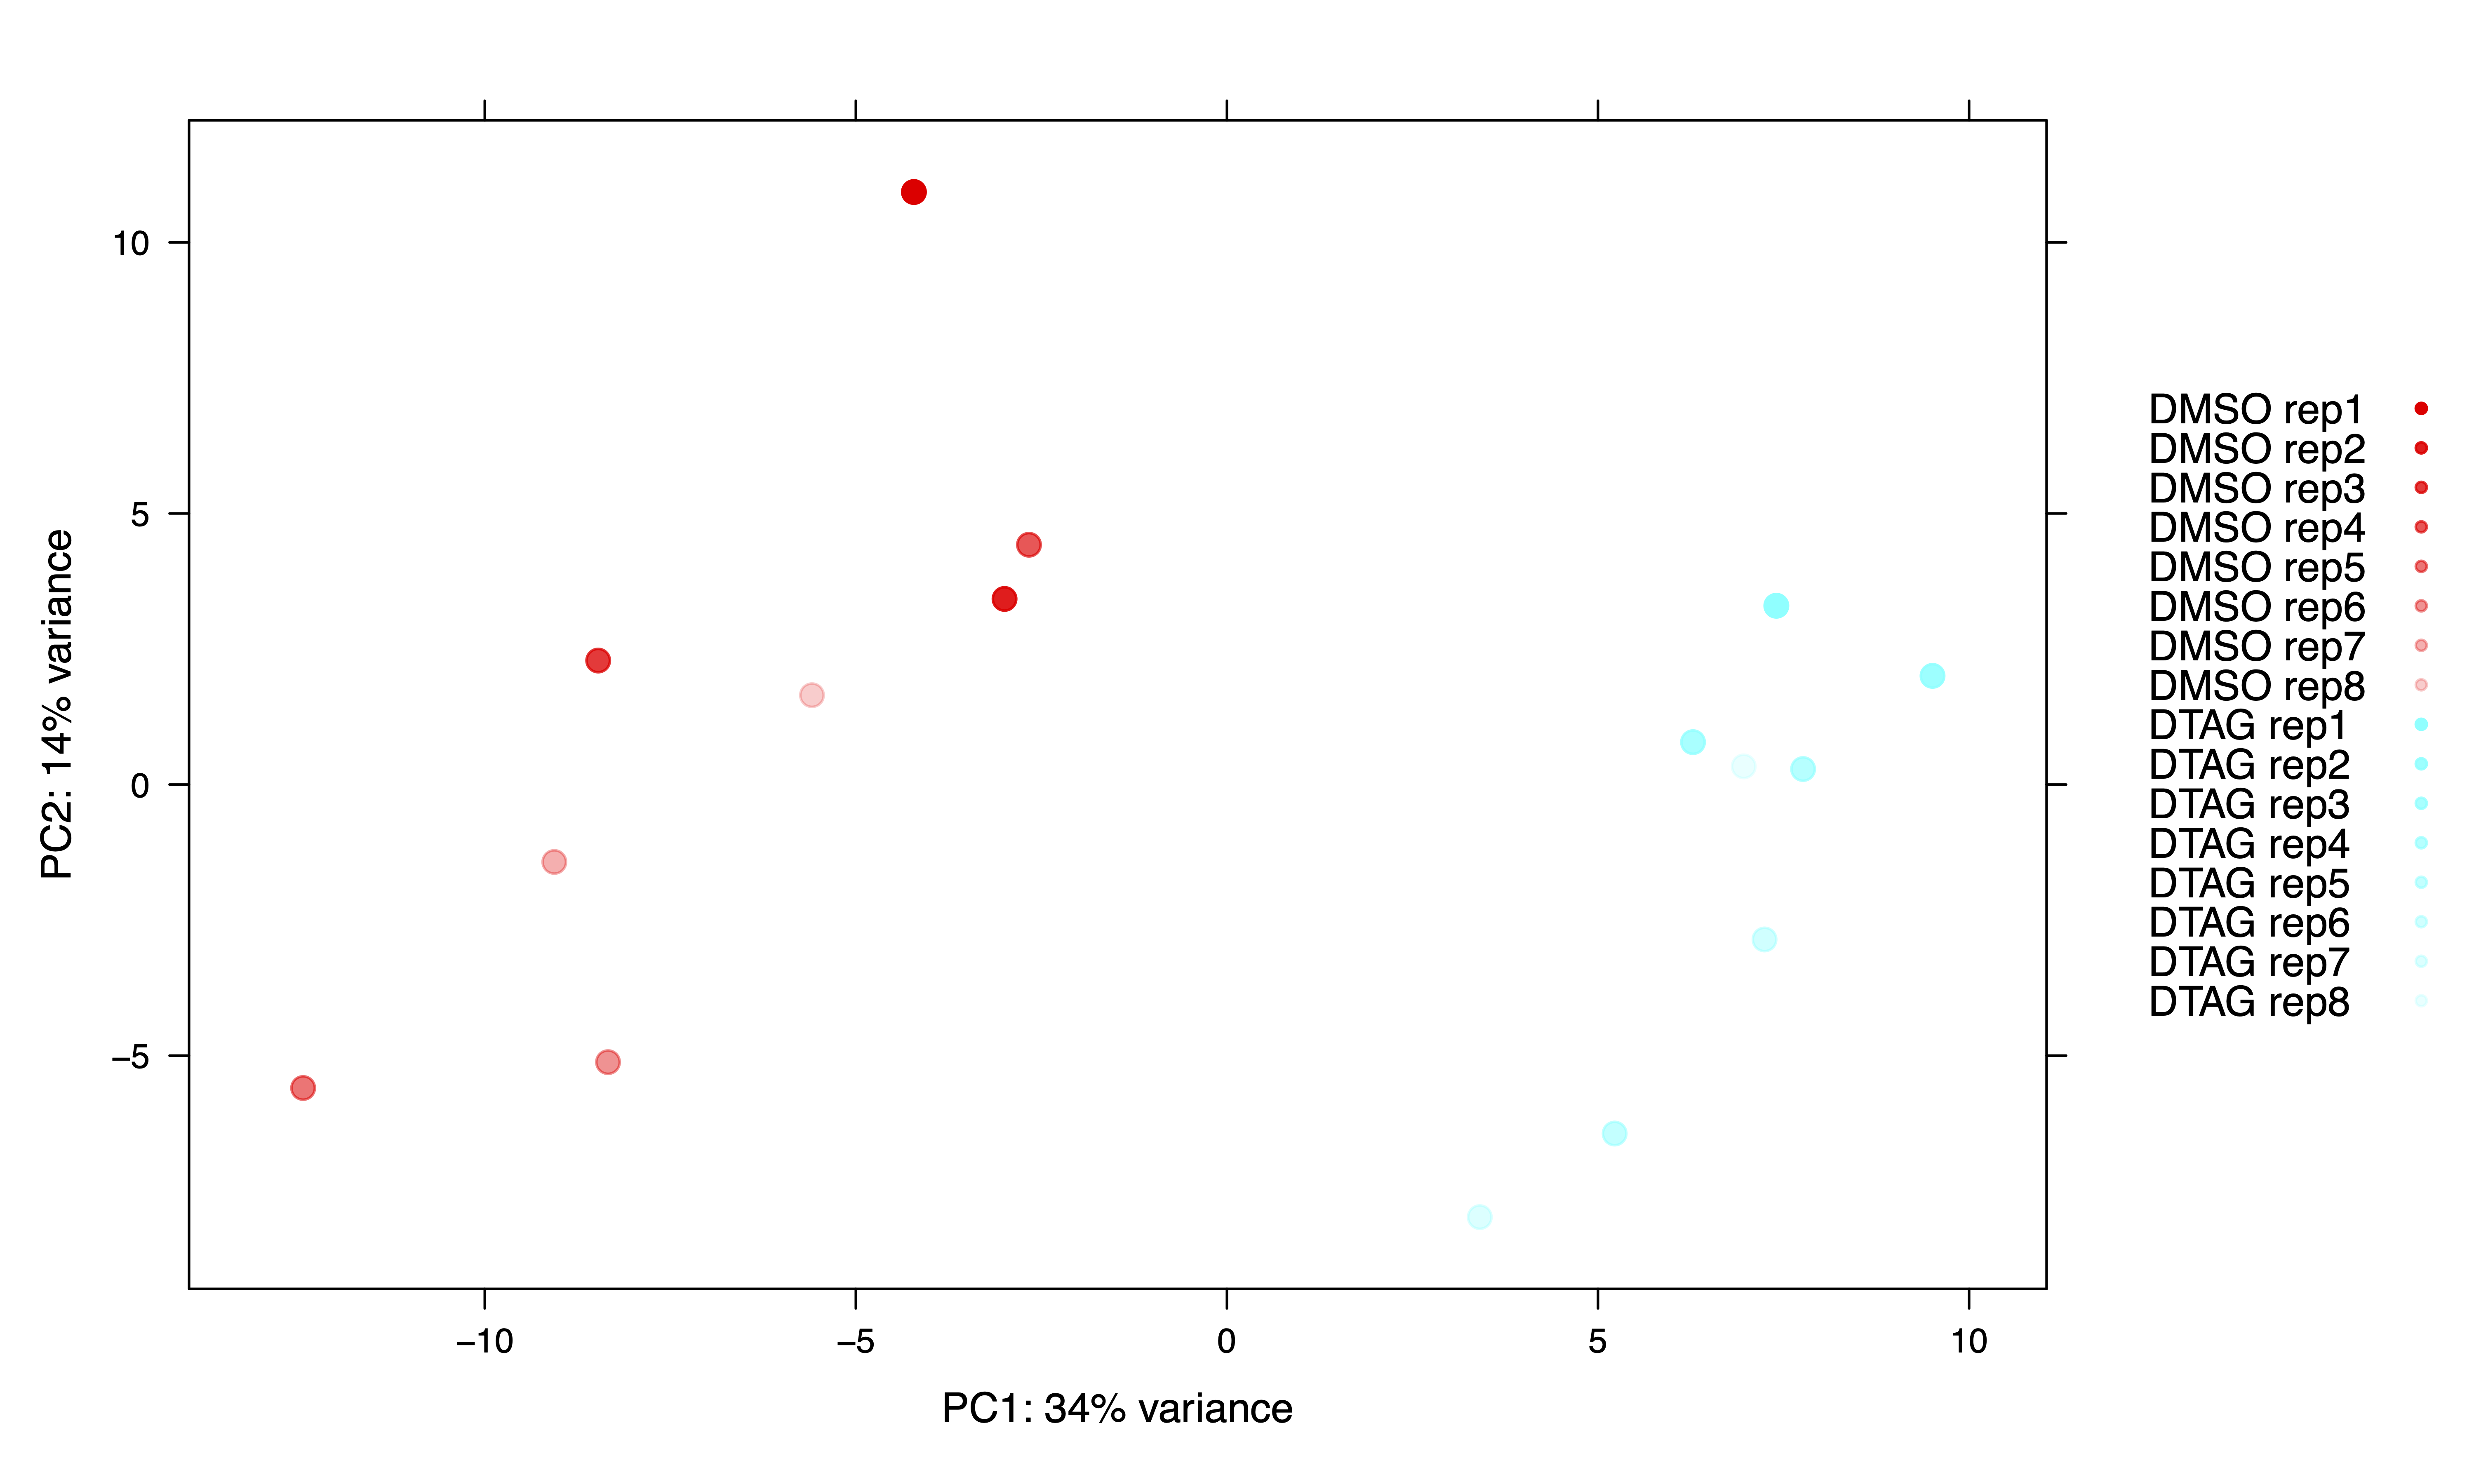 10
5
0
−5
PC2: 14% variance
−10
−5
0
5
10
PC1: 34% variance
DMSO rep1
DMSO rep2
DMSO rep3
DMSO rep4
DMSO rep5
DMSO rep6
DMSO rep7
DMSO rep8
DTAG rep1
DTAG rep2
DTAG rep3
DTAG rep4
DTAG rep5
DTAG rep6
DTAG rep7
DTAG rep8